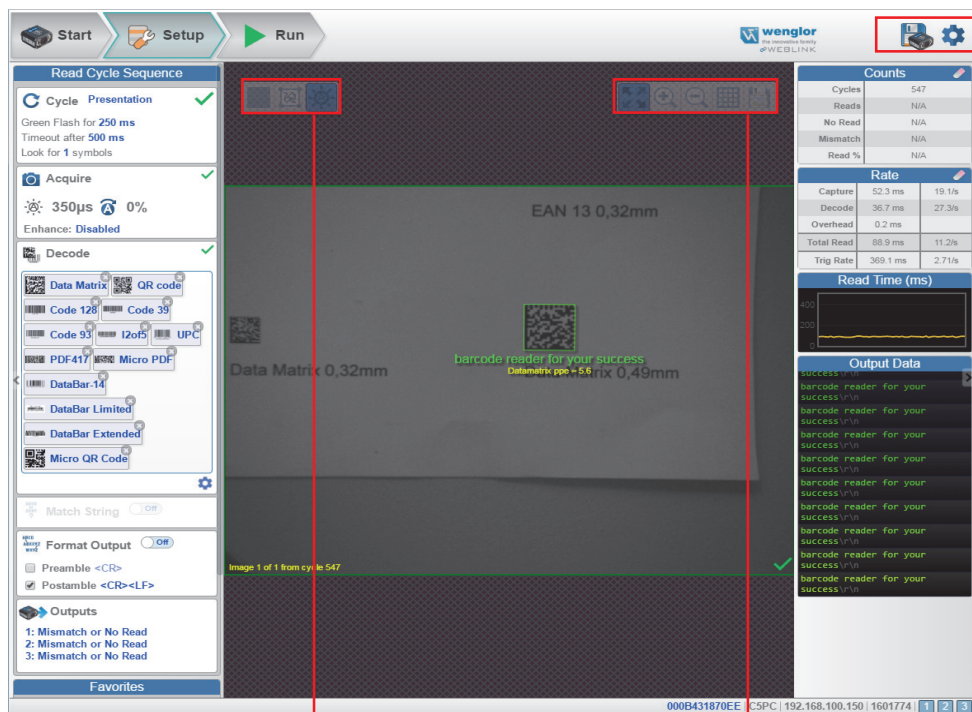 Start
Setup
Run
wenglor
the innovative family
WEBLINK
Read Cycle Sequence
Cycle Presentation
Green Flash for 250 ms
Timeout after 500 ms
Look for 1 symbols
Acquire
350µs 0%
Enhance: Disabled
Decode
Data Matrix QR code
Code 128 Code 39
Code 93 I2of5 UPC
PDF417 Micro PDF
DataBar-14
DataBar Limited
DataBar Extended
Micro QR Code
Match String Off
Format Output Off
Preamble <CR>
Postamble <CR><LF>
Outputs
1: Mismatch or No Read
2: Mismatch or No Read
3: Mismatch or No Read
Favorites
EAN 13 0,32mm
barcode reader for your success
Data Matrix 0,32mm
Datamatrix ppe = 5.6
Data Matrix 0,49mm
Image 1 of 1 from cycle 547
Counts
Cycles 547
Reads N/A
No Read N/A
Mismatch N/A
Read % N/A
Rate
Capture 52.3 ms 19.1/s
Decode 36.7 ms 27.3/s
Overhead 0.2 ms
Total Read 88.9 ms 11.2/s
Trig Rate 369.1 ms 2.71/s
Read Time (ms)
400
200
0
Output Data
success\r\n
barcode reader for your
success\r\n
barcode reader for your
success\r\n
barcode reader for your
success\r\n
barcode reader for your
success\r\n
barcode reader for your
success\r\n
barcode reader for your
success\r\n
barcode reader for your
success\r\n
barcode reader for your
success\r\n
barcode reader for your
success\r\n
000B431870EE | C5PC | 192.168.100.150 | 1601774 | 1 2 3